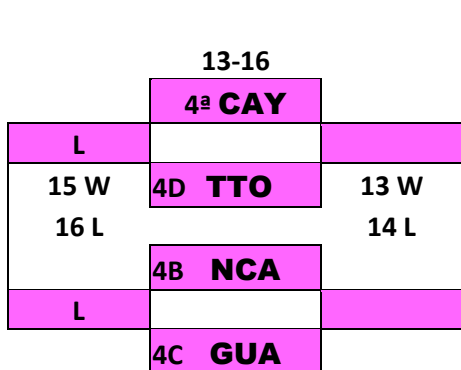 13-16
4ª CAY
L
15 W 4D TTO 13 W
16 L 14 L
4B NCA
L
4C GUA